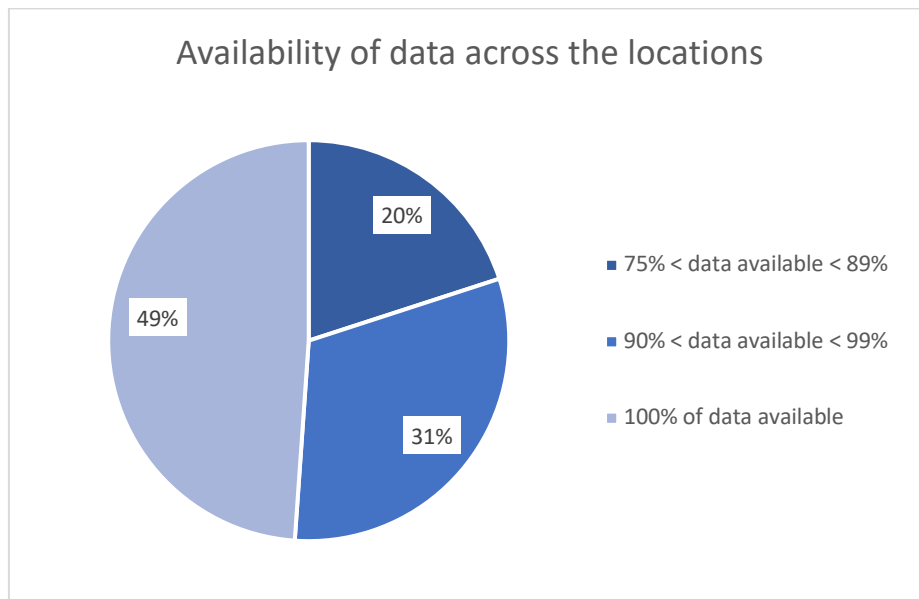 Availability of data across the locations
20%
49%
31%
75% < data available < 89%
90% < data available < 99%
100% of data available